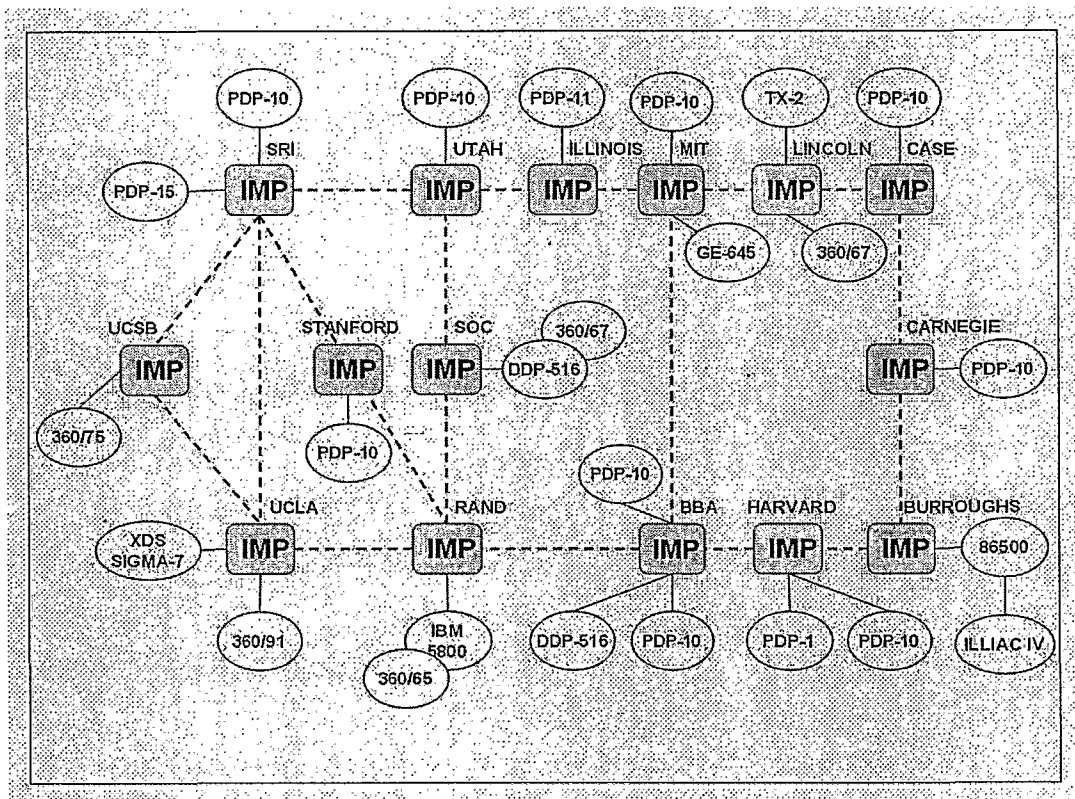 PDP-10
PDP-10
PDP-11
PDP-10
TX-2
PDP-10
SRI
UTAH
ILLINOIS
MIT
LINCOLN
CASE
PDP-15
IMP
IMP
IMP
IMP
IMP
IMP
GE-645
360/67
UCSB
STANFORD
SOC
360/67
CARNEGIE
IMP
IMP
IMP
DDP-516
IMP
PDP-10
360/75
PDP-10
PDP-10
UCLA
RAND
BBA
HARVARD
BURROUGHS
XDS
SIGMA-7
IMP
IMP
IMP
IMP
IMP
86500
360/91
IBM
5800
360/65
DDP-516
PDP-10
PDP-1
PDP-10
ILLIAC IV